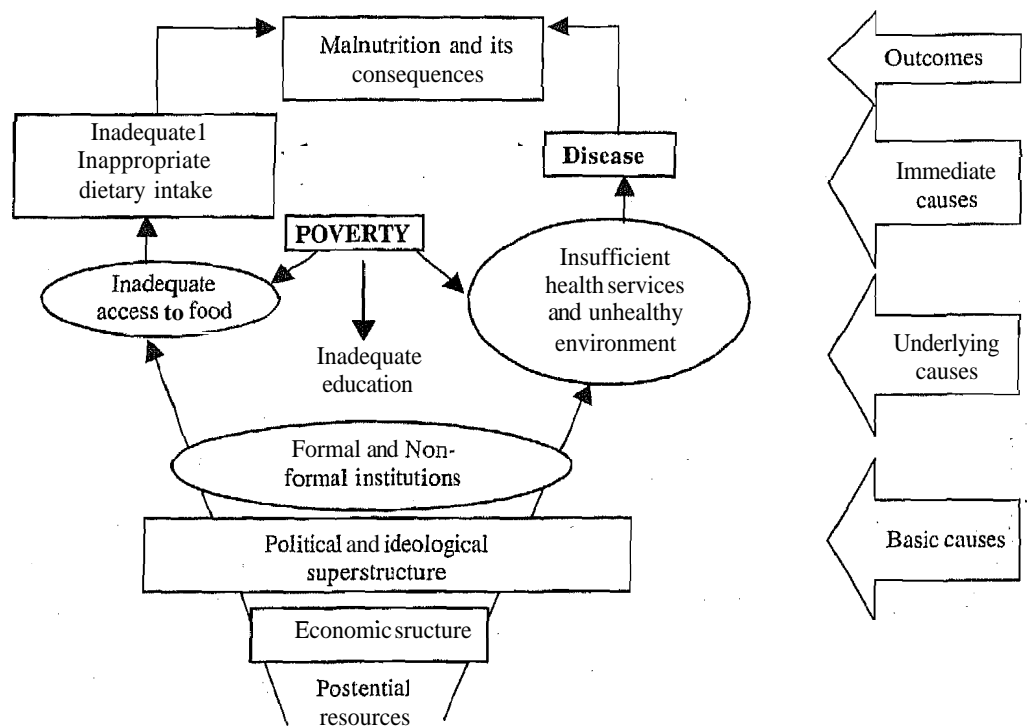 Malnutrition and its
consequences
Outcomes
Inadequate1
Inappropriate
dietary intake
Disease
Immediate
causes
POVERTY
Inadequate
access to food
Insufficient
health services
and unhealthy
environment
Inadequate
education
Underlying
causes
Formal and Non-
formal institutions
Political and ideological
superstructure
Basic causes
Economic sructure
Postential
resources